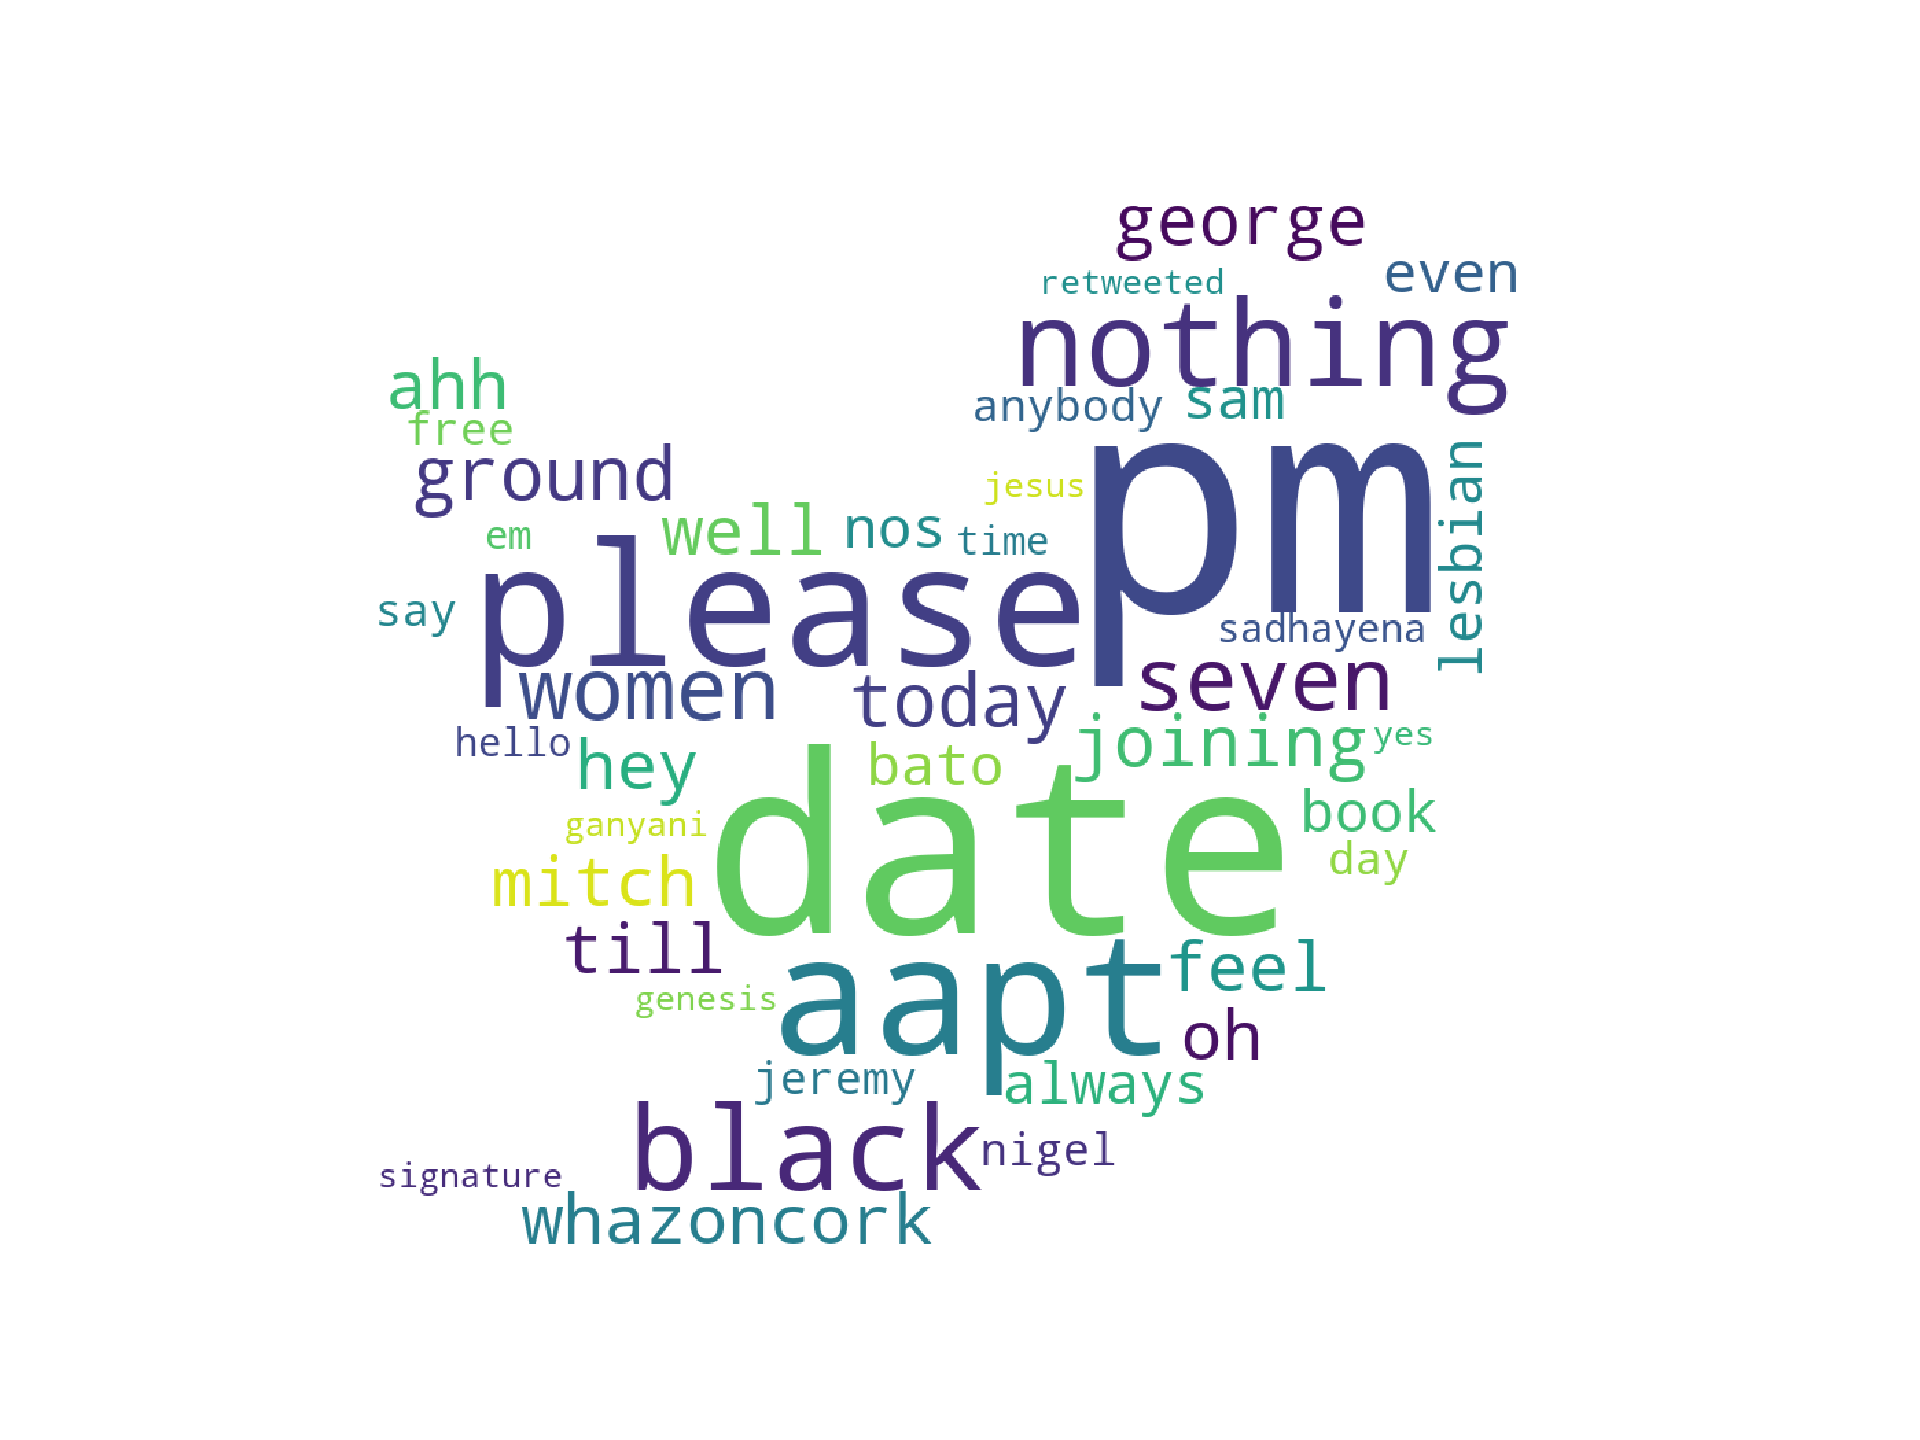 george
retweeted
even
nothing
ahh
free
anybody
sam
ground
jesus
pm
lesbian
em
well
nos
time
say
please
sadhayena
women
today
seven
hello
hey
bato
joining
yes
ganyani
date
book
day
mitch
till
genesis
aapt
feel
oh
jeremy
always
black
nigel
signature
whazoncork